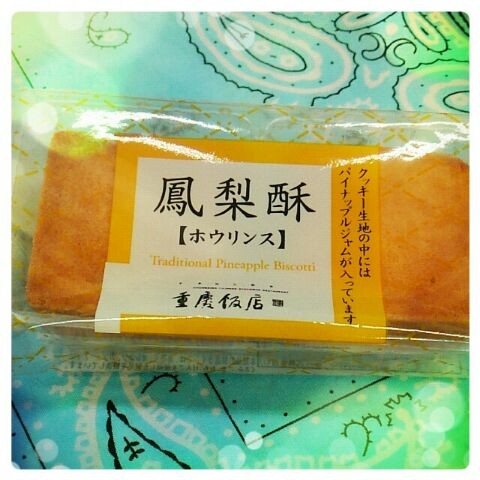 鳳梨酥
【ホウリンス】
Traditional Pineapple Biscotti
重慶飯店
クッキー生地の中には
パイナップルジャムが入っています